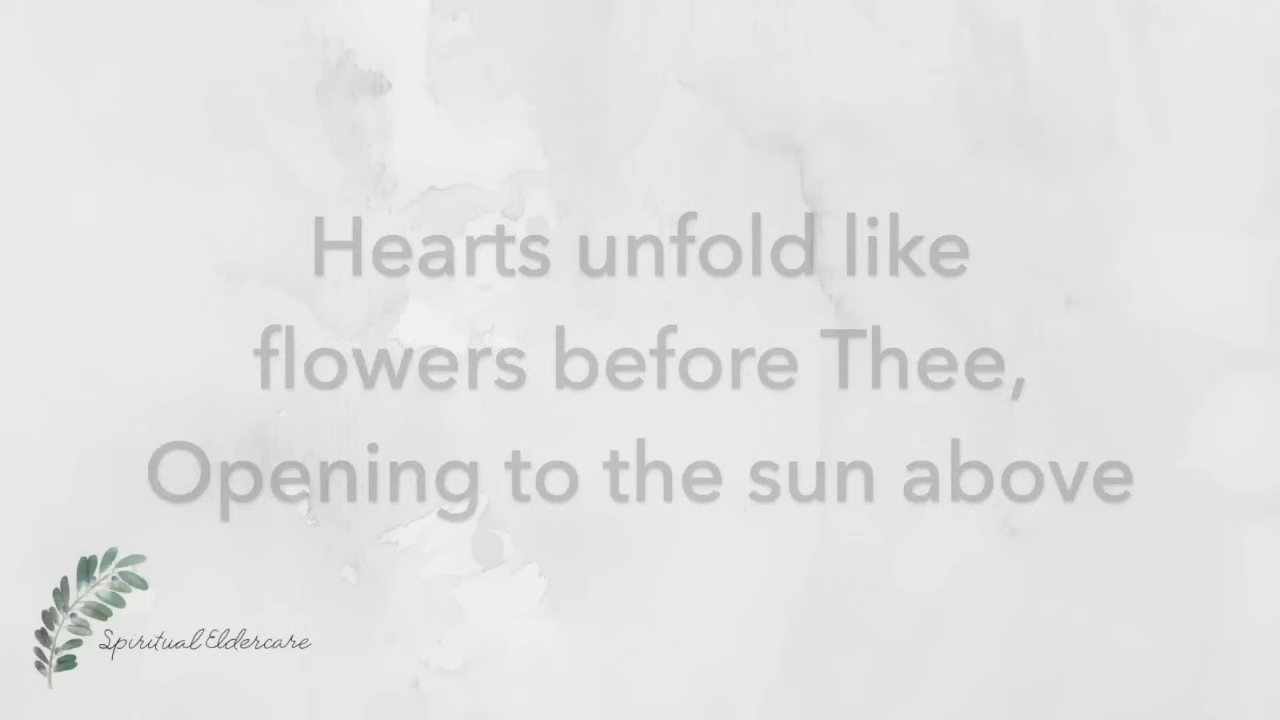 Hearts unfold like
flowers before Thee,
Opening to the sun above
Spiritual Eldercare